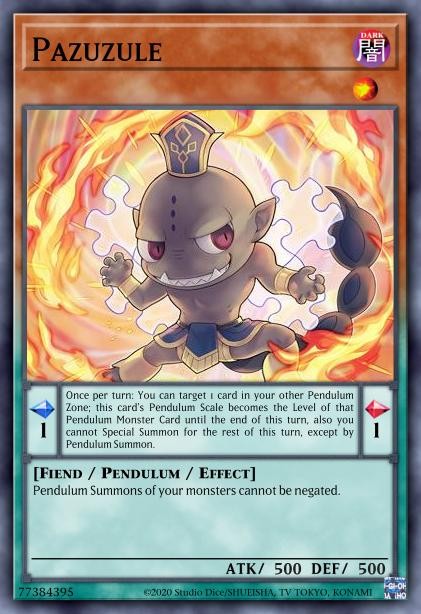 PAZUZULE
DARK
闇
Once per turn: You can target 1 card in your other Pendulum
Zone; this card's Pendulum Scale becomes the Level of that
Pendulum Monster Card until the end of this turn, also you
cannot Special Summon for the rest of this turn, except by
Pendulum Summon.
1
1
[FIEND / PENDULUM / EFFECT]
Pendulum Summons of your monsters cannot be negated.
ATK/ 500 DEF/ 500
77384395
©2020 Studio Dice/SHUEISHA, TV TOKYO, KONAMI